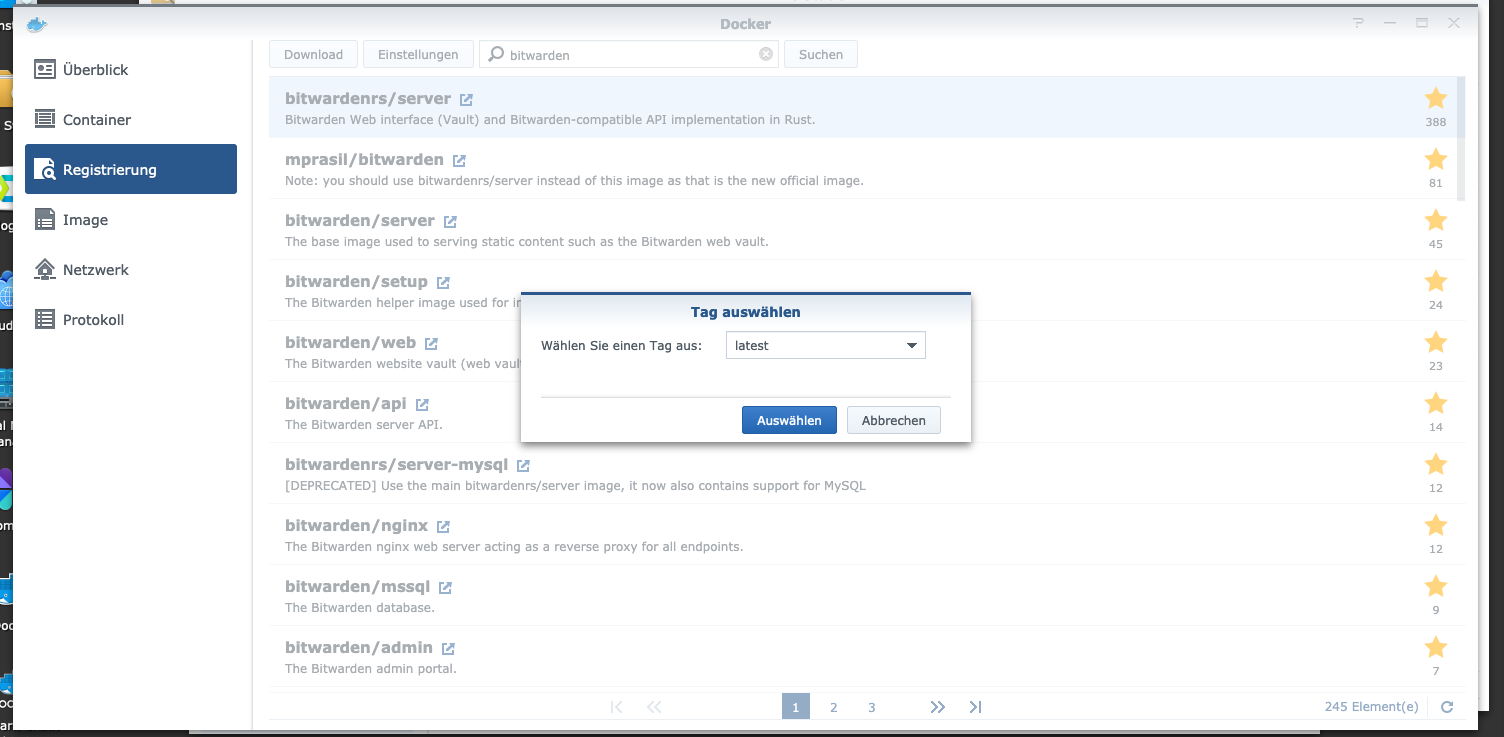 Docker
Überblick
Container
Registrierung
Image
Netzwerk
Protokoll
Download
Einstellungen
bitwarden
Suchen
bitwardenrs/server
Bitwarden Web interface (Vault) and Bitwarden-compatible API implementation in Rust.
388
mprasil/bitwarden
Note: you should use bitwardenrs/server instead of this image as that is the new official image.
81
bitwarden/server
The base image used to serving static content such as the Bitwarden web vault.
45
bitwarden/setup
The Bitwarden helper image used for in
24
bitwarden/web
The Bitwarden website vault (web vaul
23
bitwarden/api
The Bitwarden server API.
14
bitwardenrs/server-mysql
[DEPRECATED] Use the main bitwardenrs/server image, it now also contains support for MySQL
12
bitwarden/nginx
The Bitwarden nginx web server acting as a reverse proxy for all endpoints.
12
bitwarden/mssql
The Bitwarden database.
9
bitwarden/admin
The Bitwarden admin portal.
7
Tag auswählen
Wählen Sie einen Tag aus:
latest
Auswählen
Abbrechen
1 2 3
245 Element(e)